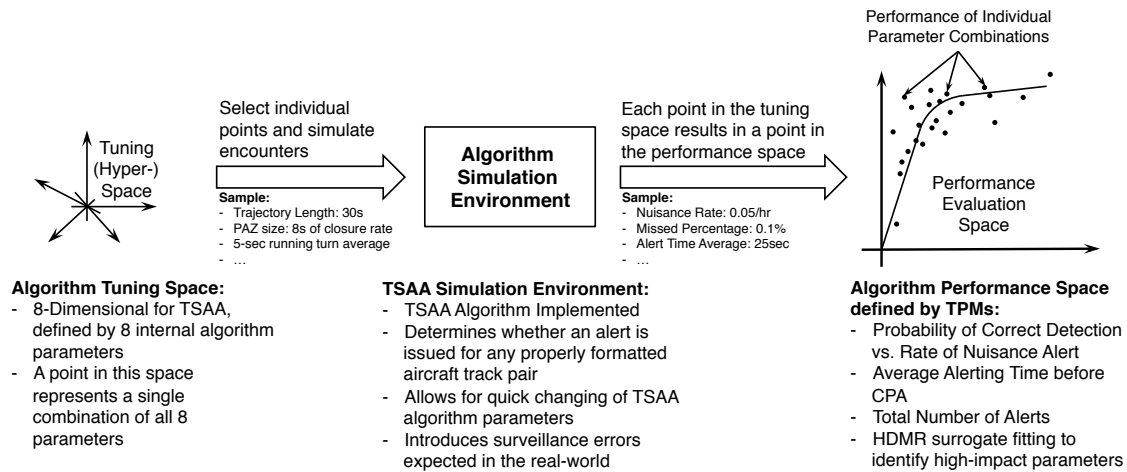 Performance of Individual
Parameter Combinations
Tuning
(Hyper-)
Space
Select individual
points and simulate
encounters
Sample:
- Trajectory Length: 30s
- PAZ size: 8s of closure rate
- 5-sec running turn average
- ...
Algorithm
Simulation
Environment
Each point in the tuning
space results in a point in
the performance space
Sample:
- Nuisance Rate: 0.05/hr
- Missed Percentage: 0.1%
- Alert Time Average: 25sec
- ...
Performance
Evaluation
Space
Algorithm Tuning Space:
- 8-Dimensional for TSAA,
defined by 8 internal algorithm
parameters
- A point in this space
represents a single
combination of all 8
parameters
TSAA Simulation Environment:
- TSAA Algorithm Implemented
- Determines whether an alert is
issued for any properly formatted
aircraft track pair
- Allows for quick changing of TSAA
algorithm parameters
- Introduces surveillance errors
expected in the real-world
Algorithm Performance Space
defined by TPMs:
- Probability of Correct Detection
vs. Rate of Nuisance Alert
- Average Alerting Time before
CPA
- Total Number of Alerts
- HDMR surrogate fitting to
identify high-impact parameters